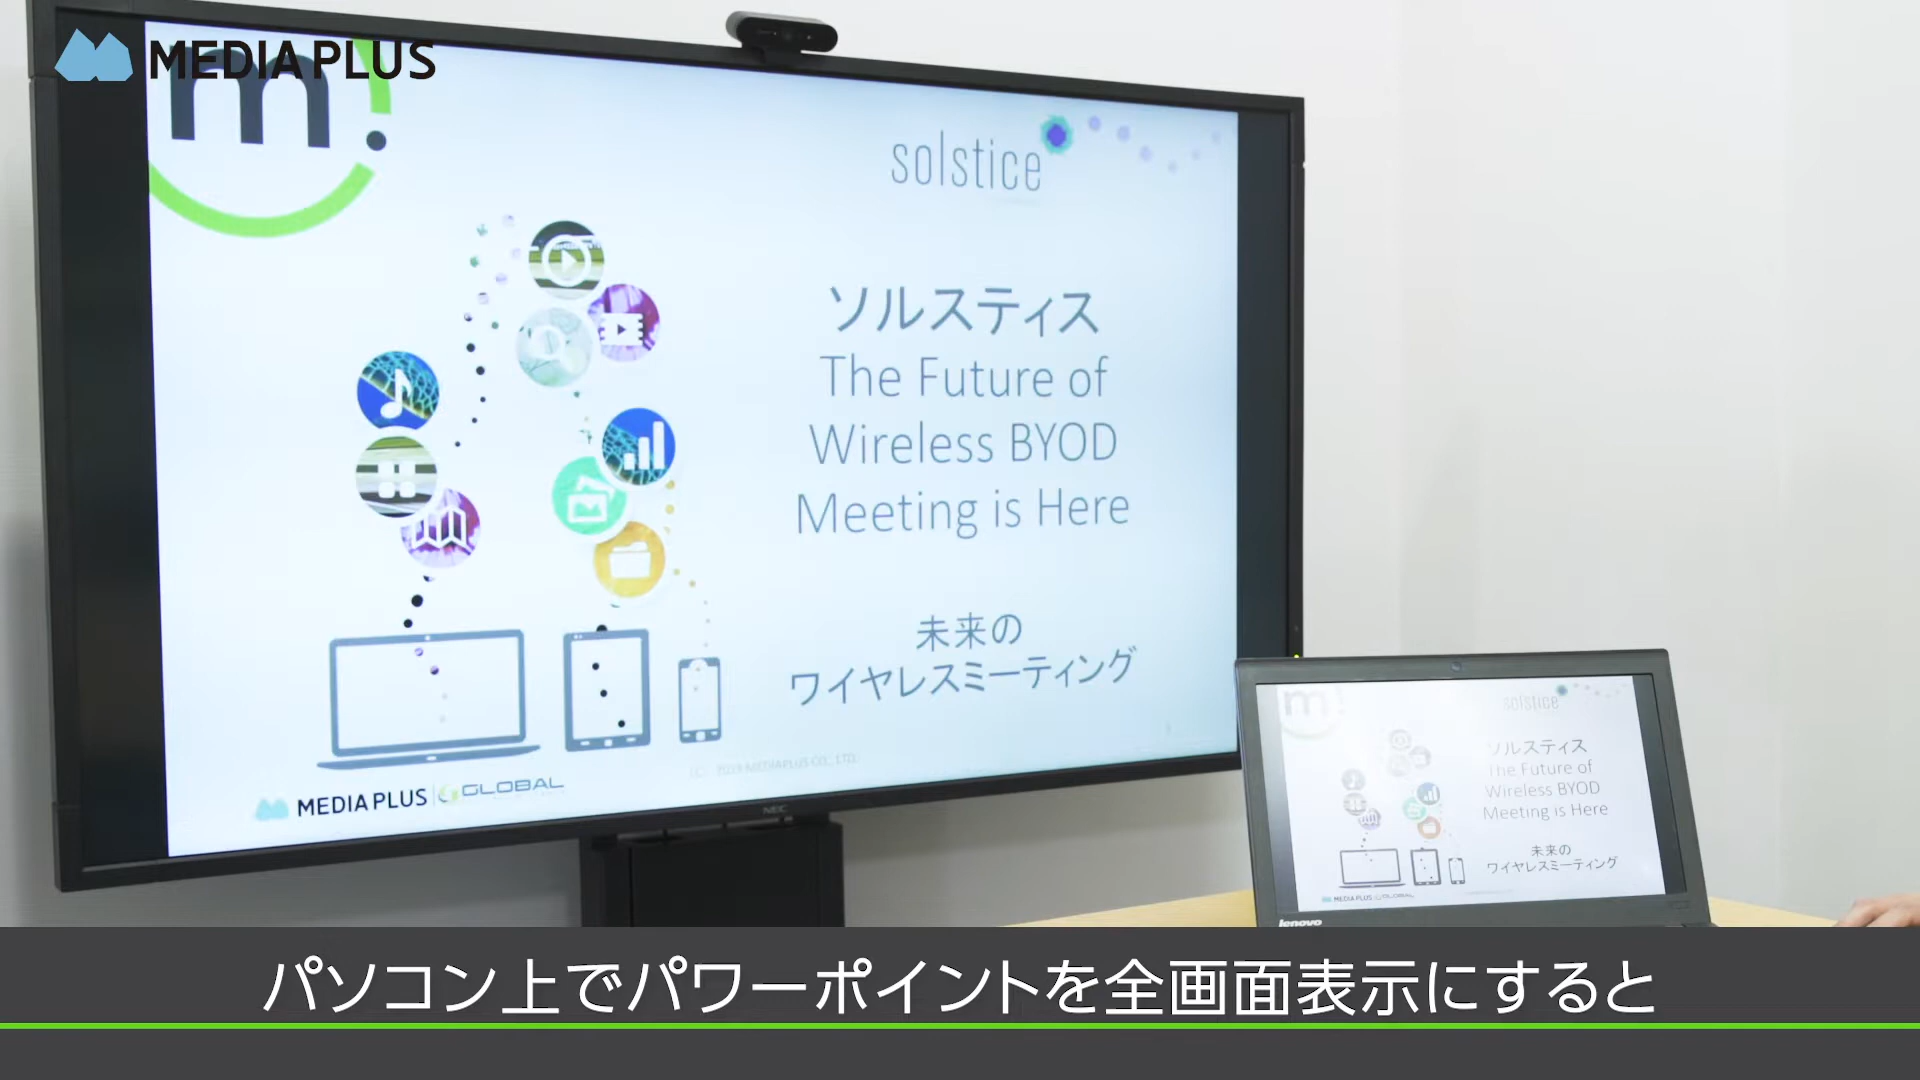 MEDIA PLUS
m!
solstice
ソルスティス
The Future of
Wireless BYOD
Meeting is Here
未来の
ワイヤレスミーティング
MEDIA PLUS GLOBAL
NEC
m
solstice
ソルスティス
The Future of
Wireless BYOD
Meeting is Here
未来の
ワイヤレスミーティング
MEDIA PLUS GLOBAL
lenovo
パソコン上でパワーポイントを全画面表示にすると